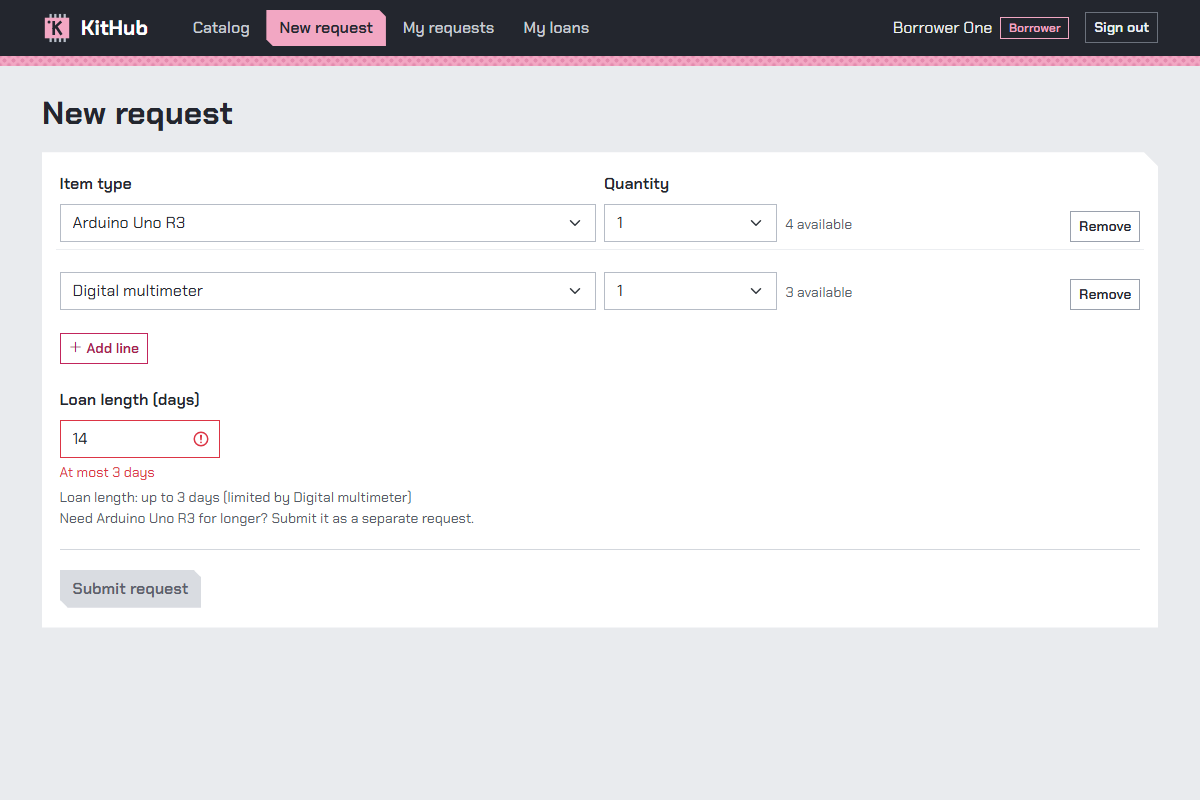 K KitHub Catalog New request My requests My loans Borrower One Borrower Sign out
New request
Item type Quantity
Arduino Uno R3 1 4 available Remove
Digital multimeter 1 3 available Remove
+ Add line
Loan length (days)
14
At most 3 days
Loan length: up to 3 days (limited by Digital multimeter)
Need Arduino Uno R3 for longer? Submit it as a separate request.
Submit request